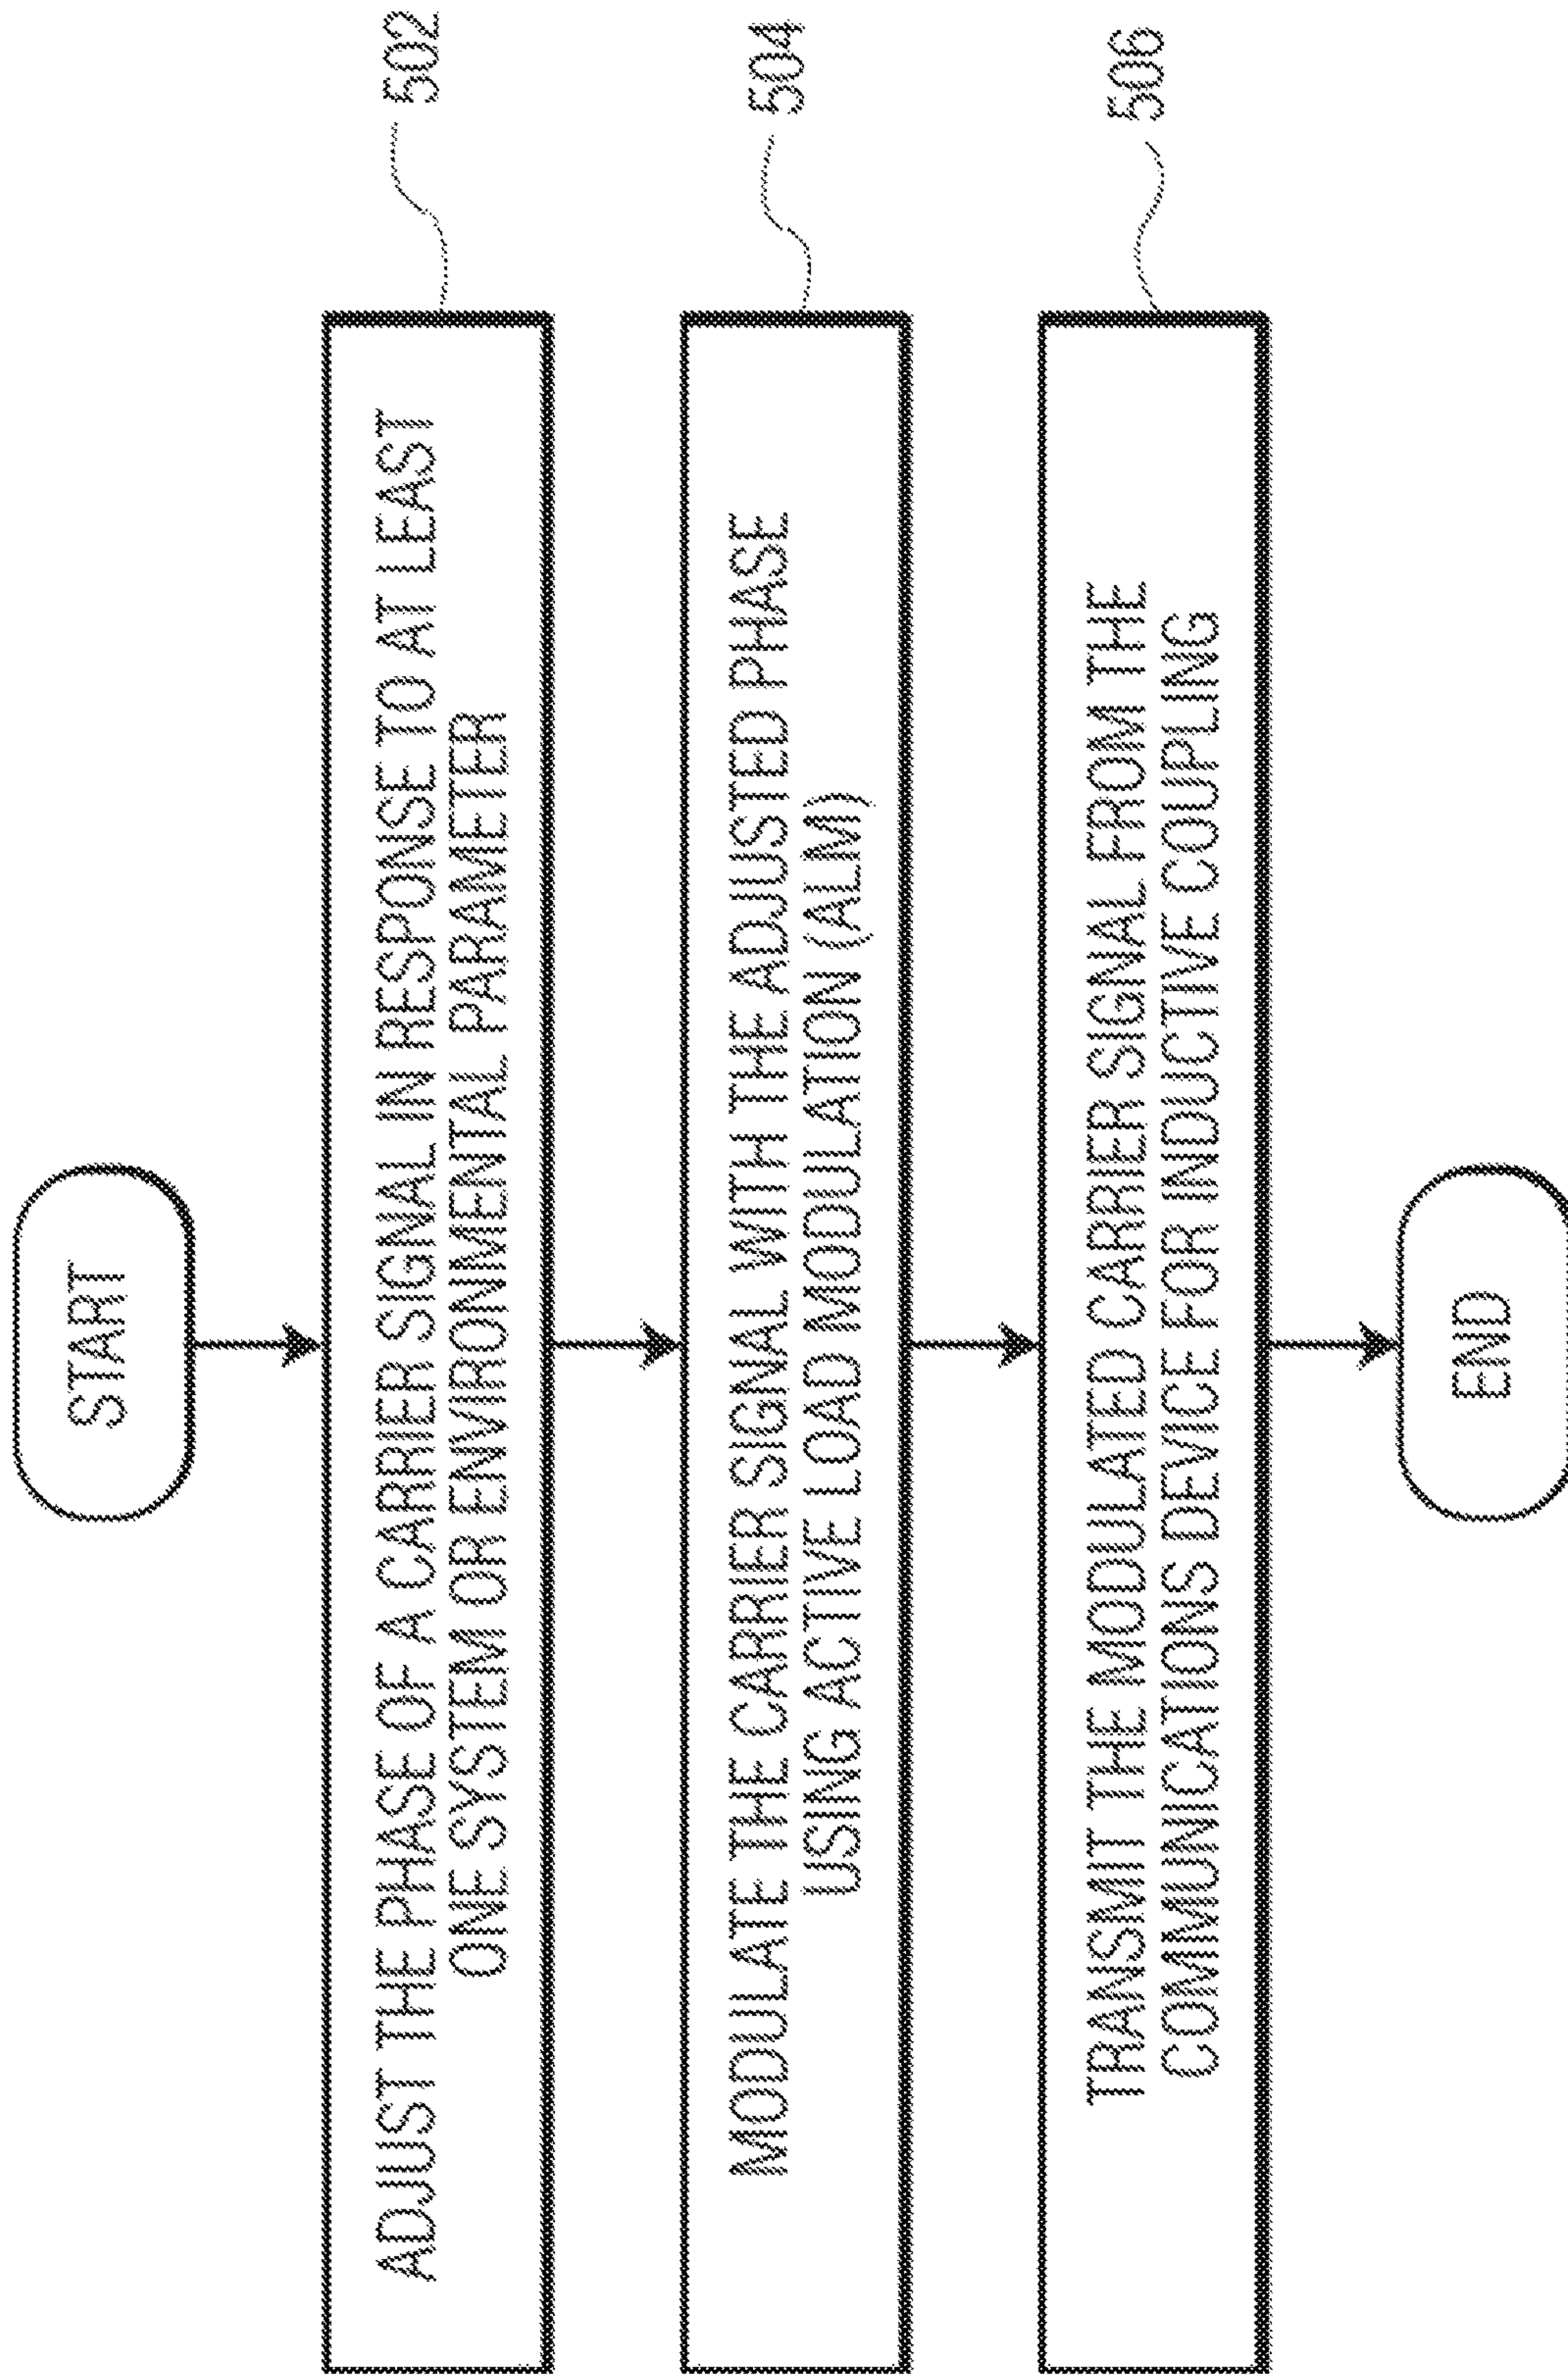 START
ADJUST THE PHASE OF A CARRIER SIGNAL IN RESPONSE TO AT LEAST
ONE SYSTEM OR ENVIRONMENTAL PARAMETER
502
MODULATE THE CARRIER SIGNAL WITH THE ADJUSTED PHASE
USING ACTIVE LOAD MODULATION (ALM)
504
TRANSMIT THE MODULATED CARRIER SIGNAL FROM THE
COMMUNICATIONS DEVICE FOR INDUCTIVE COUPLING
506
END